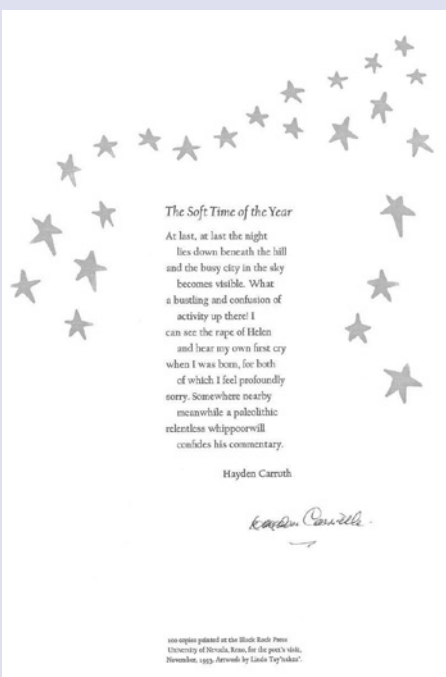 The Soft Time of the Year
At last, at last the night
lies down beneath the hill
and the busy city in the sky
becomes visible. What
a bustling and confusion of
activity up there! I
can see the rape of Helen
and hear my own first cry
when I was born, for both
of which I feel profoundly
sorry. Somewhere nearby
meanwhile a paleolithic
relentless whippoorwill
confides his commentary.
Hayden Carruth
Hayden Carruth
100 copies printed at the Black Rock Press
University of Nevada, Reno, for the poet's visit,
November, 1993. Artwork by Linda